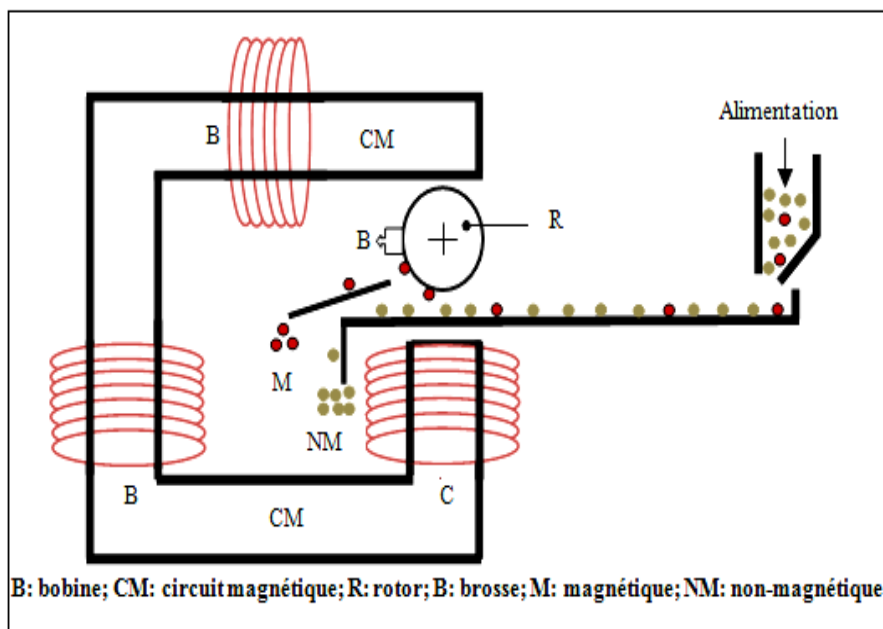 Alimentation
B
CM
B
R
M
NM
B
C
CM
B: bobine; CM: circuit magnétique; R: rotor; B: brosse; M: magnétique; NM: non-magnétique